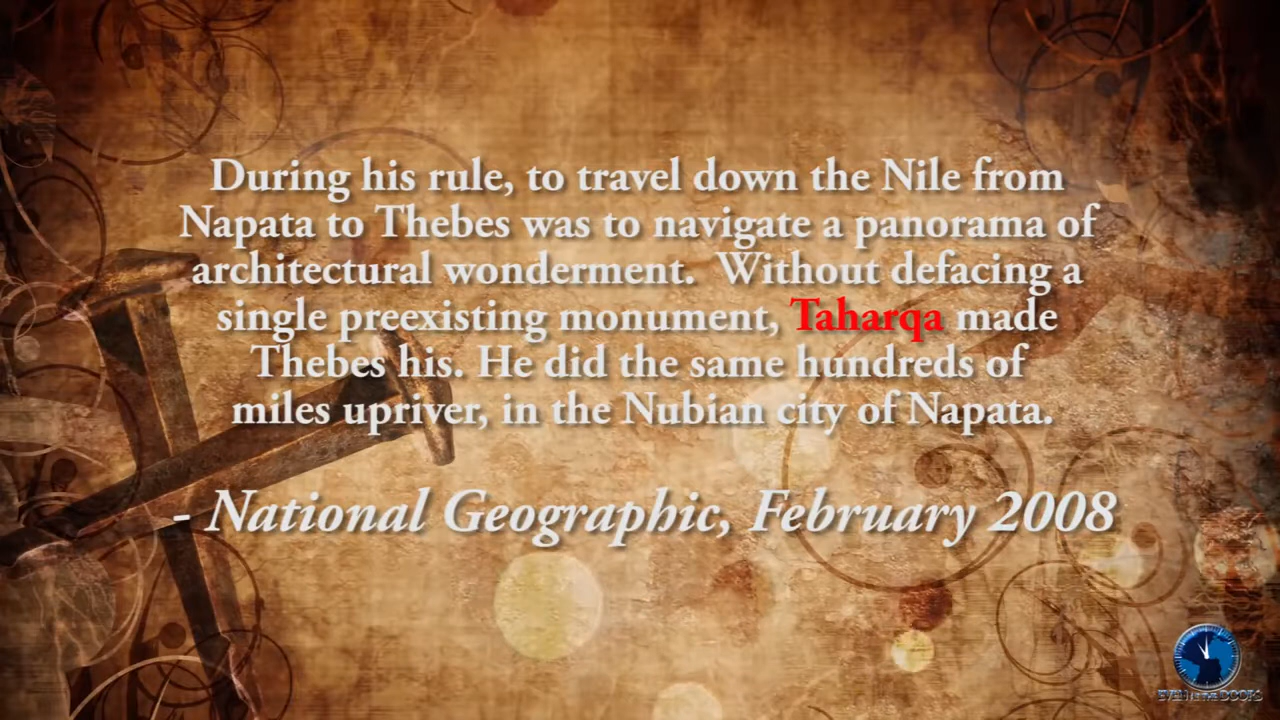 During his rule, to travel down the Nile from
Napata to Thebes was to navigate a panorama of
architectural wonderment.  Without defacing a
single preexisting monument, Taharqa made
Thebes his. He did the same hundreds of
miles upriver, in the Nubian city of Napata.
- National Geographic, February 2008